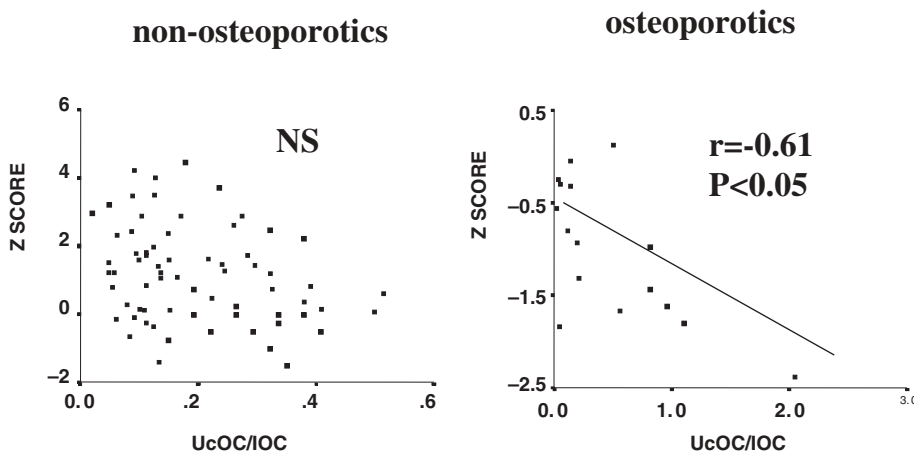 non-osteoporotics
osteoporotics
6
4
2
0
−2
Z SCORE
NS
0.0
.2
.4
.6
UcOC/IOC
0.5
−0.5
−1.5
−2.5
Z SCORE
r=-0.61
P<0.05
0.0
1.0
2.0
3.0
UcOC/IOC